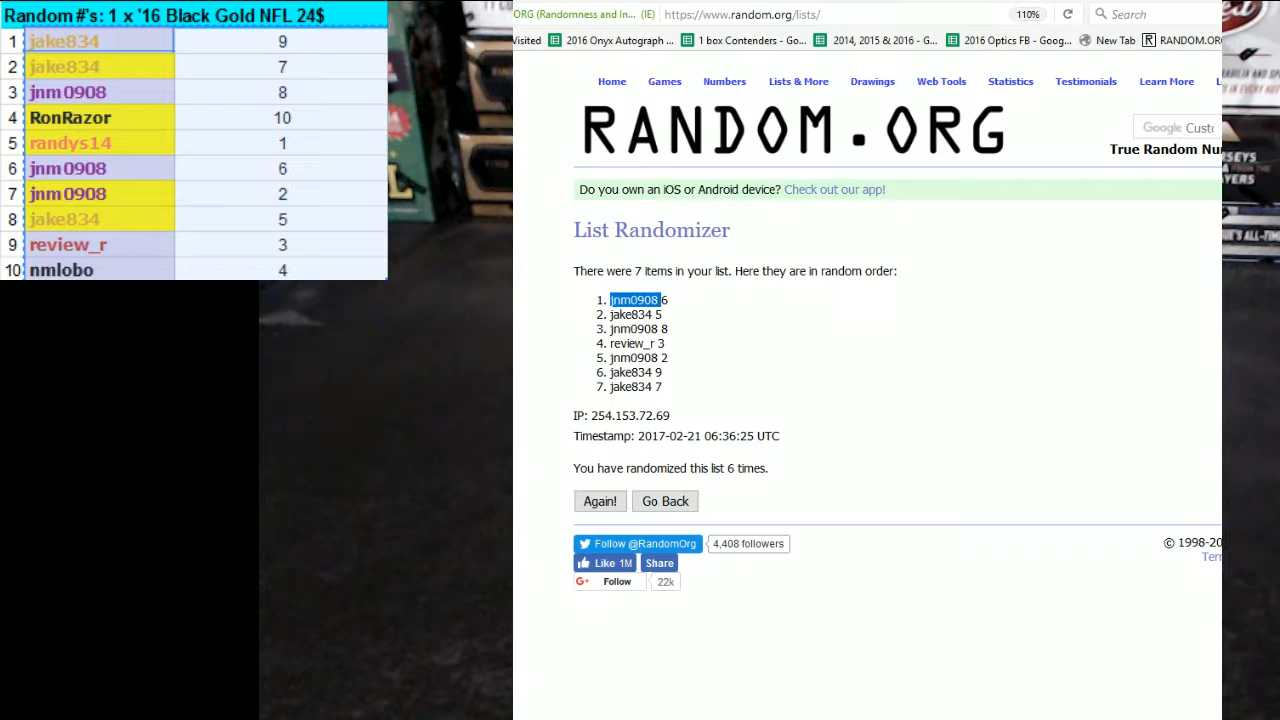 Random #'s: 1 x '16 Black Gold NFL 24$
1 jake834 9
2 jake834 7
3 jnm0908 8
4 RonRazor 10
5 randys14 1
6 jnm0908 6
7 jnm0908 2
8 jake834 5
9 review_r 3
10 nmlobo 4
ORG (Randomness and In... (IE) https://www.random.org/lists/ 110% Search
Visited 2016 Onyx Autograph ... 1 box Contenders - Go... 2014, 2015 & 2016 - G... 2016 Optics FB - Goog... New Tab RANDOM.ORG
Home Games Numbers Lists & More Drawings Web Tools Statistics Testimonials Learn More L
RANDOM.ORG
Google Custo
True Random Nu
Do you own an iOS or Android device? Check out our app!
List Randomizer
There were 7 items in your list. Here they are in random order:
1. jnm0908 6
2. jake834 5
3. jnm0908 8
4. review_r 3
5. jnm0908 2
6. jake834 9
7. jake834 7
IP: 254.153.72.69
Timestamp: 2017-02-21 06:36:25 UTC
You have randomized this list 6 times.
Again! Go Back
Follow @RandomOrg 4,408 followers
Like 1M Share
Follow 22k
© 1998-20
Tern